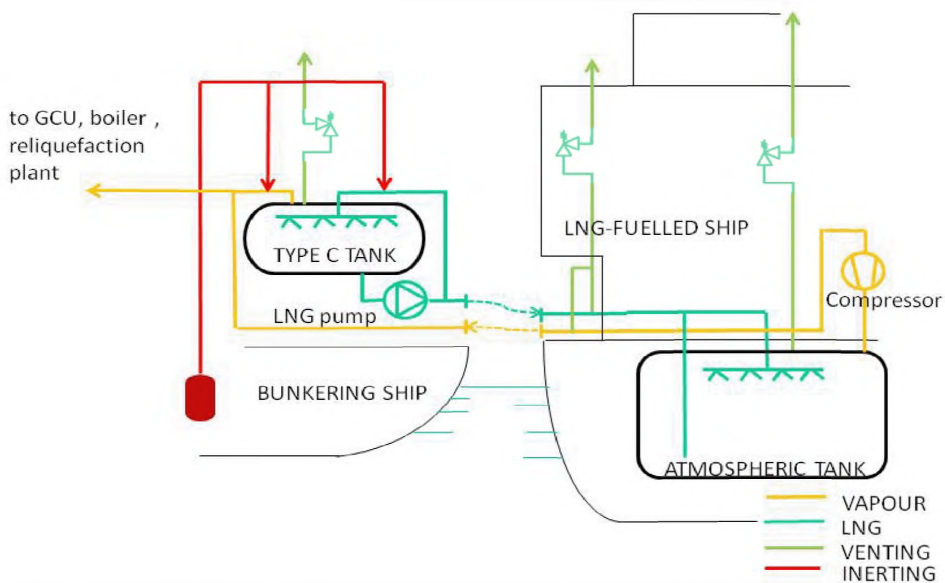 to GCU, boiler ,
reliquefaction
plant
TYPE C TANK
LNG-FUELLED SHIP
Compressor
LNG pump
BUNKERING SHIP
ATMOSPHERIC TANK
VAPOUR
LNG
VENTING
INERTING